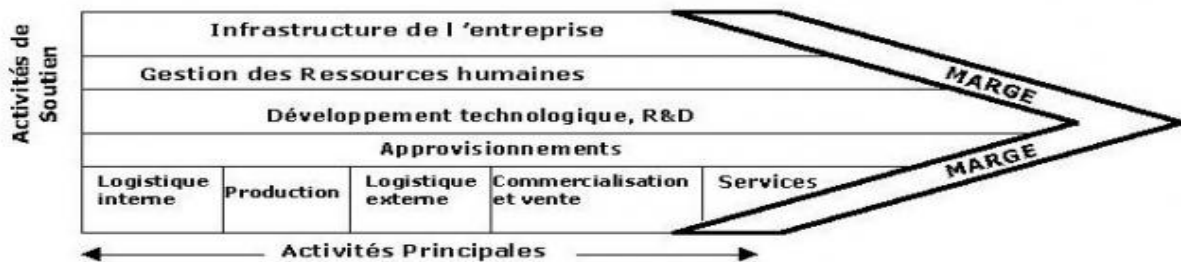 Activités de
Soutien
Infrastructure de l 'entreprise
Gestion des Ressources humaines
Développement technologique, R&D
Approvisionnements
Logistique
interne
Production
Logistique
externe
Commercialisation
et vente
Services
MARGE
MARGE
Activités Principales